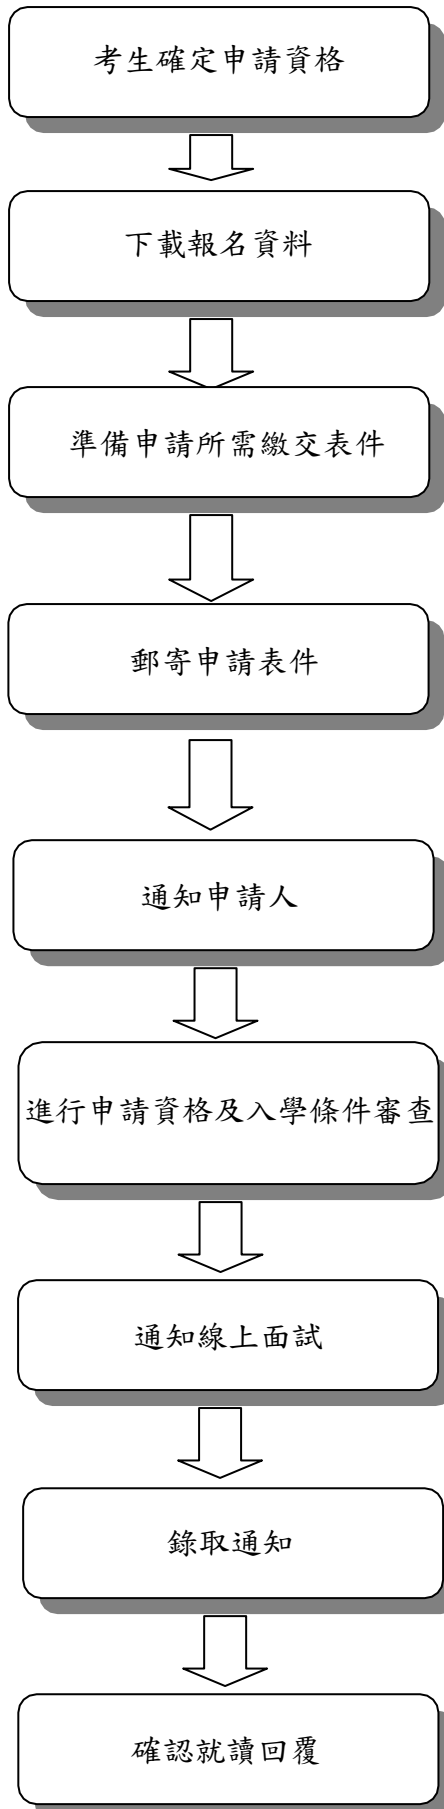 考生確定申請資格
下載報名資料
準備申請所需繳交表件
郵寄申請表件
通知申請人
進行申請資格及入學條件審查
通知線上面試
錄取通知
確認就讀回覆